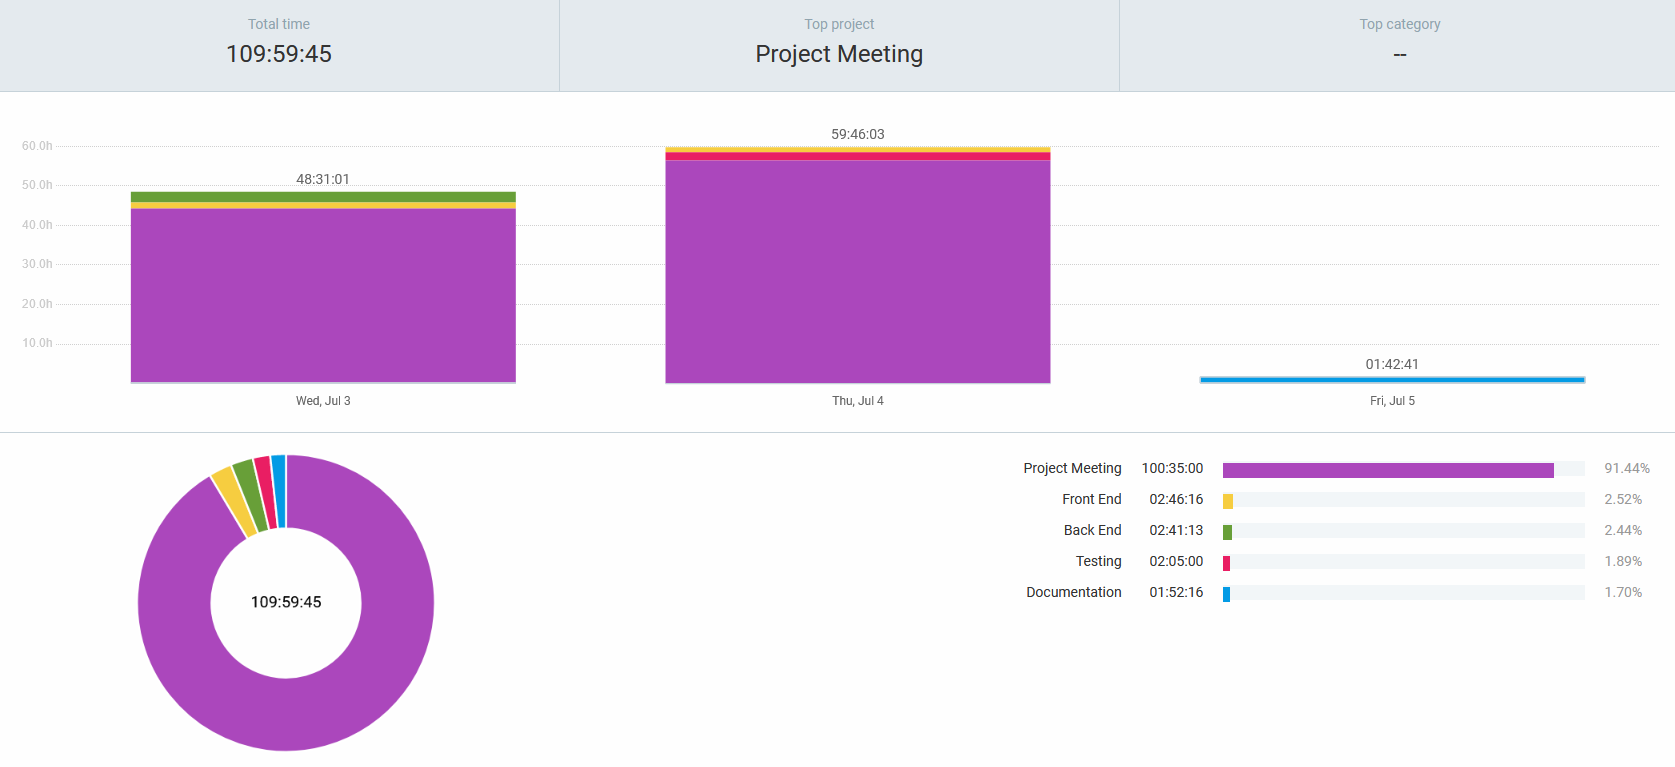 Total time
109:59:45
Top project
Project Meeting
Top category
--
60.0h
50.0h
40.0h
30.0h
20.0h
10.0h
48:31:01
59:46:03
01:42:41
Wed, Jul 3
Thu, Jul 4
Fri, Jul 5
109:59:45
Project Meeting 100:35:00 91.44%
Front End 02:46:16 2.52%
Back End 02:41:13 2.44%
Testing 02:05:00 1.89%
Documentation 01:52:16 1.70%